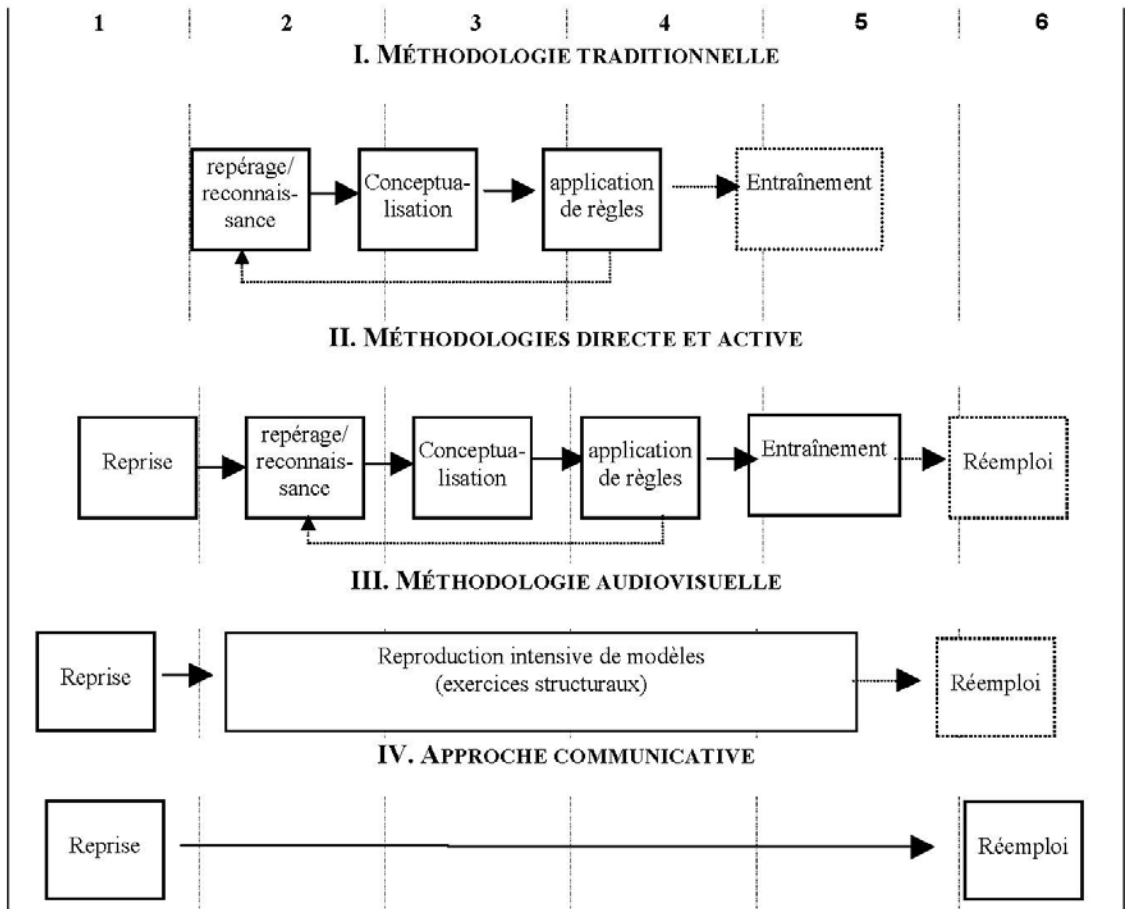 1 2 3 4 5 6
I. MÉTHODOLOGIE TRADITIONNELLE
repérage/
reconnais-
sance
Conceptua-
lisation
application
de règles
Entraînement
II. MÉTHODOLOGIES DIRECTE ET ACTIVE
Reprise
repérage/
reconnais-
sance
Conceptua-
lisation
application
de règles
Entraînement
Réemploi
III. MÉTHODOLOGIE AUDIOVISUELLE
Reprise
Reproduction intensive de modèles
(exercices structuraux)
Réemploi
IV. APPROCHE COMMUNICATIVE
Reprise
Réemploi